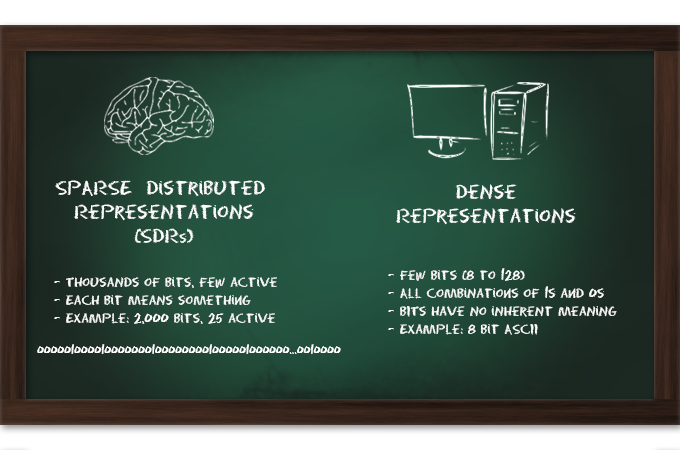 SPARSE DISTRIBUTED
REPRESENTATIONS
(SDRs)
- THOUSANDS OF BITS, FEW ACTIVE
- EACH BIT MEANS SOMETHING
- EXAMPLE: 2,000 BITS, 25 ACTIVE
00000100001000000010000000010000010000000...0010000
DENSE
REPRESENTATIONS
- FEW BITS (8 TO 128)
- ALL COMBINATIONS OF 1S AND 0S
- BITS HAVE NO INHERENT MEANING
- EXAMPLE: 8 BIT ASCII